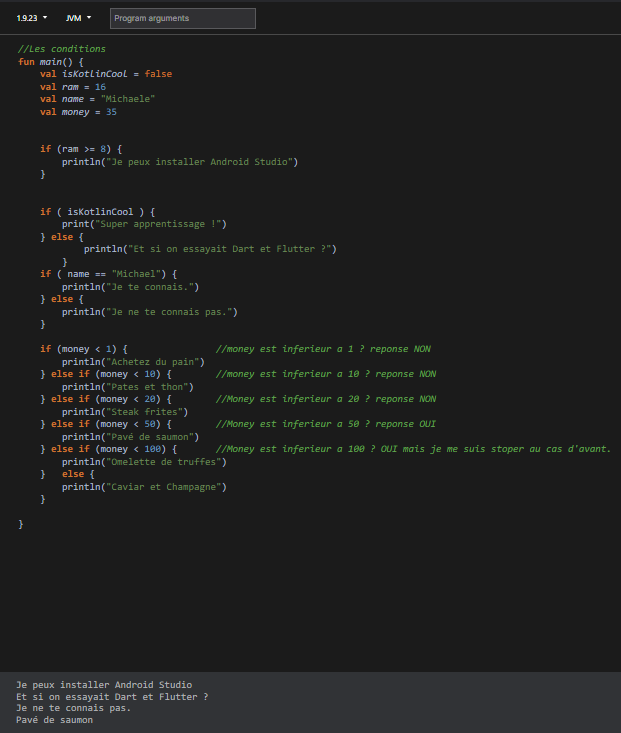 1.9.23 JVM Program arguments
//Les conditions
fun main() {
    val isKotlinCool = false
    val ram = 16
    val name = "Michaele"
    val money = 35
    if (ram >= 8) {
        println("Je peux installer Android Studio")
    }
    if ( isKotlinCool ) {
        print("Super apprentissage !")
    } else {
            println("Et si on essayait Dart et Flutter ?")
        }
    if ( name == "Michael") {
        println("Je te connais.")
    } else {
        println("Je ne te connais pas.")
    }
    if (money < 1) {                //money est inferieur a 1 ? reponse NON
        println("Achetez du pain")
    } else if (money < 10) {        //money est inferieur a 10 ? reponse NON
        println("Pates et thon")
    } else if (money < 20) {        //Money est inferieur a 20 ? reponse NON
        println("Steak frites")
    } else if (money < 50) {        //Money est inferieur a 50 ? reponse OUI
        println("Pavé de saumon")
    } else if (money < 100) {       //Money est inferieur a 100 ? OUI mais je me suis stoper au cas d'avant.
        println("Omelette de truffes")
    }   else {
        println("Caviar et Champagne")
    }
}
Je peux installer Android Studio
Et si on essayait Dart et Flutter ?
Je ne te connais pas.
Pavé de saumon